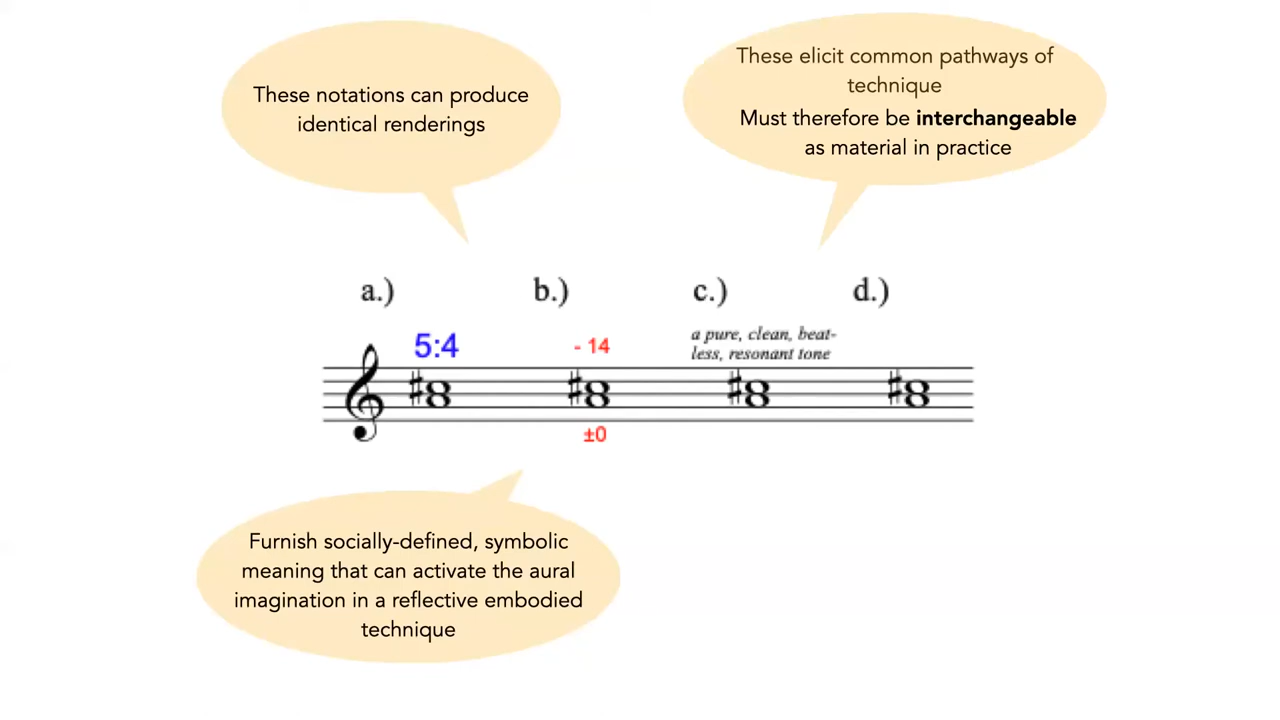 These notations can produce
identical renderings
These elicit common pathways of
technique
Must therefore be interchangeable
as material in practice
a.)
b.)
c.)
d.)
5:4
- 14
a pure, clean, beat-
less, resonant tone
±0
Furnish socially-defined, symbolic
meaning that can activate the aural
imagination in a reflective embodied
technique